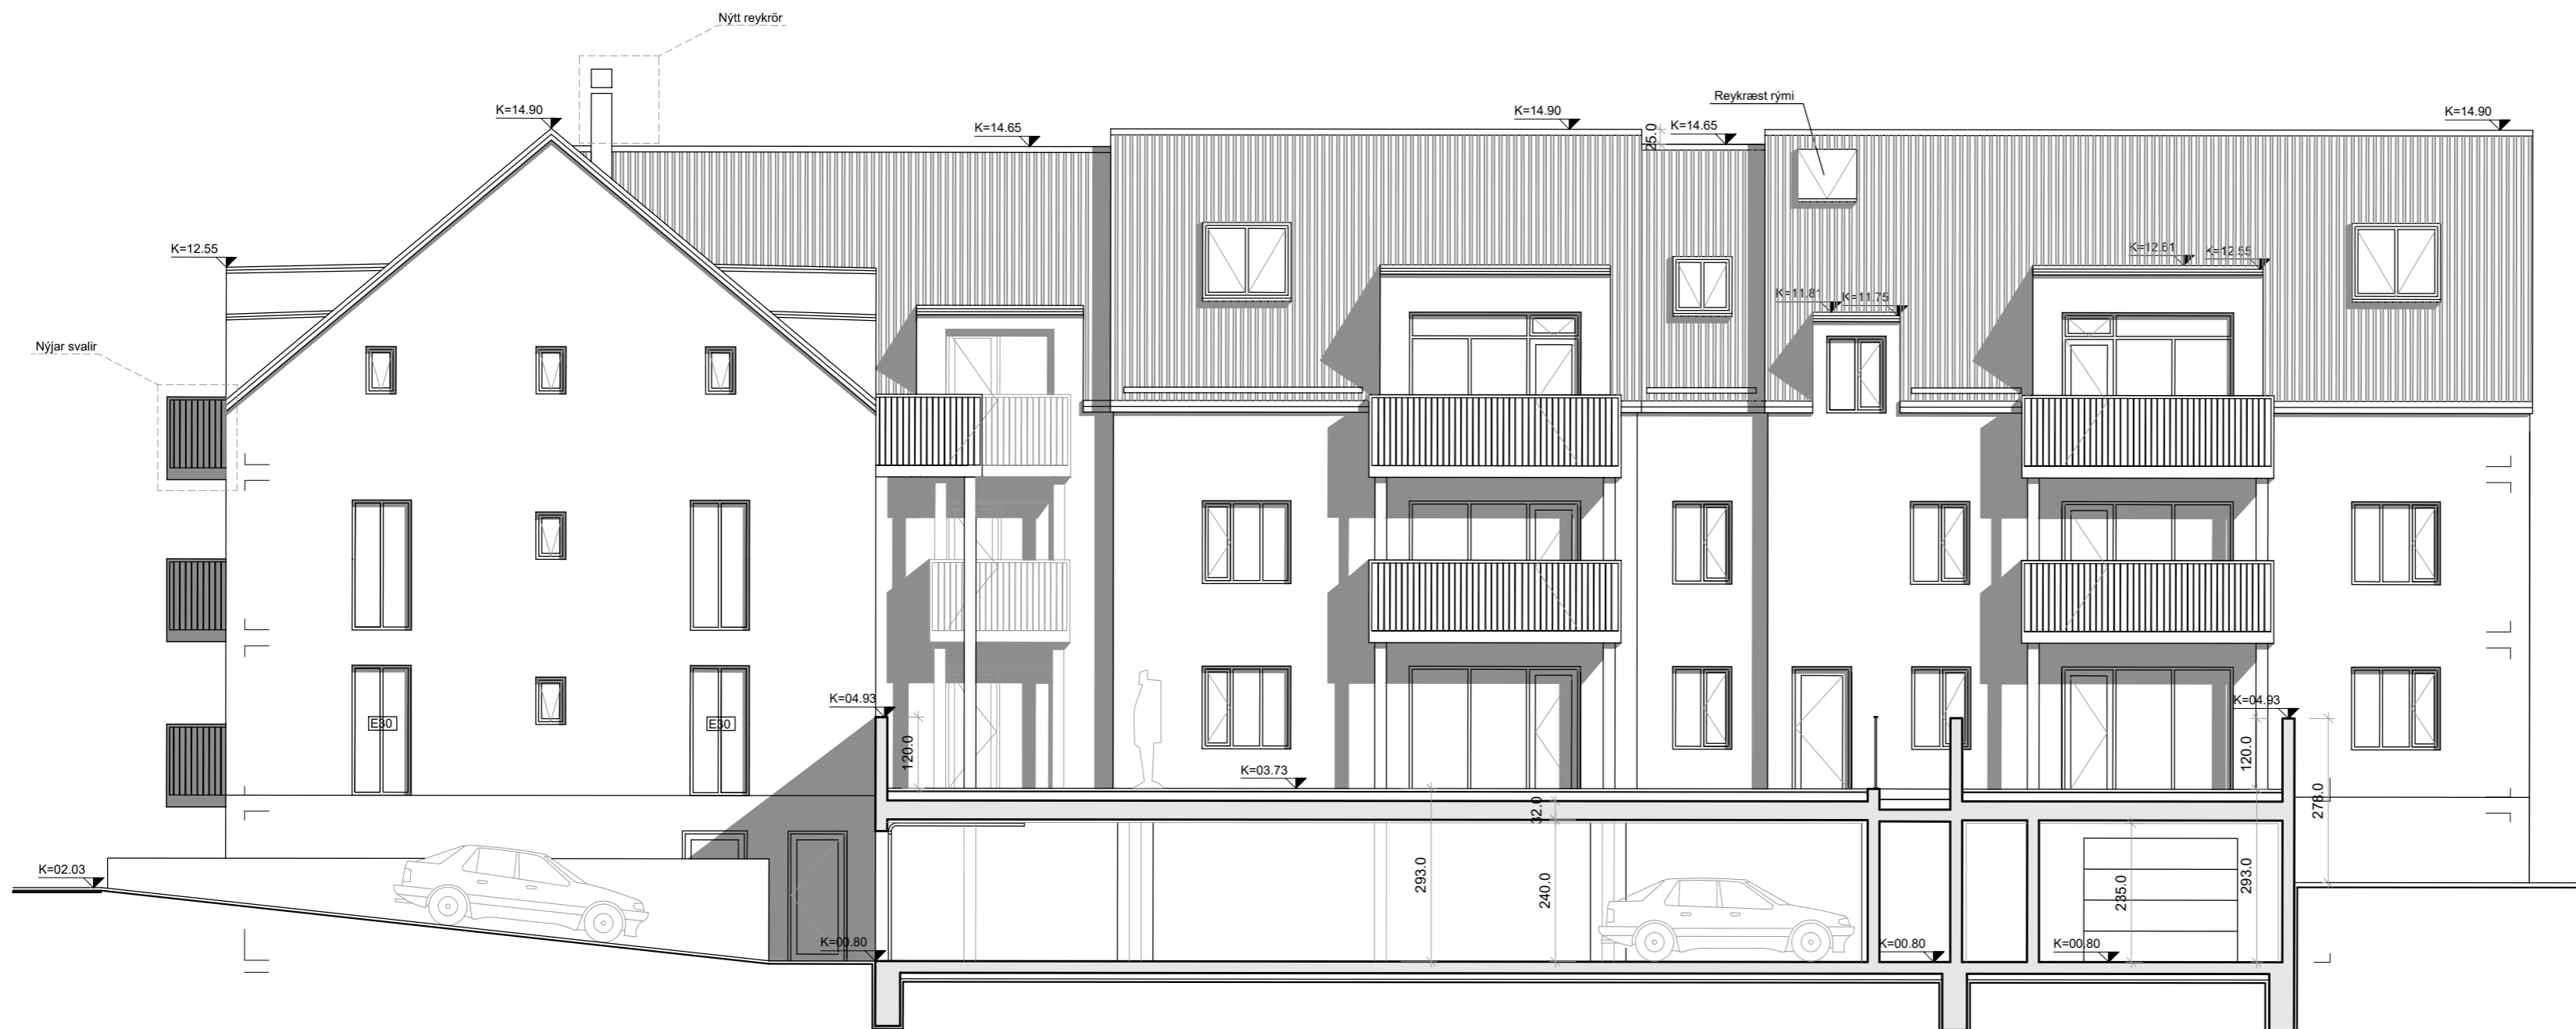 Nýtt reykrör
K=14.90
K=14.65
K=14.90
25.0
K=14.65
Reykræst rými
K=14.90
K=12.55
K=12.61
K=12.55
K=11.81
K=11.75
Nýjar svalir
E30
E30
K=04.93
120.0
K=03.73
K=04.93
120.0
278.0
32.0
293.0
240.0
235.0
293.0
K=02.03
K=00.80
K=00.80
K=00.80